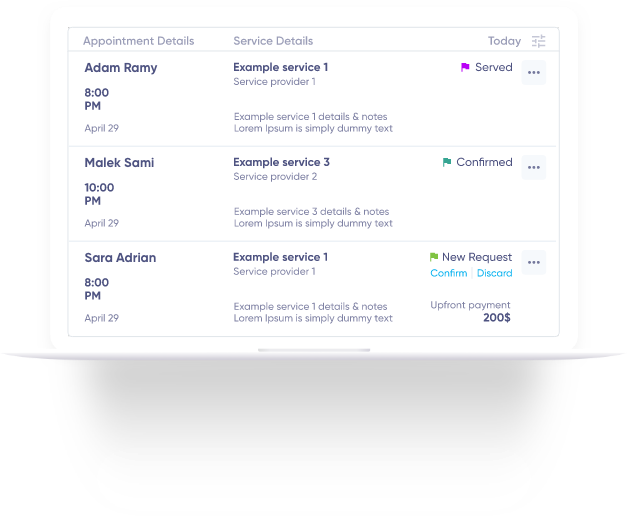 Appointment Details Service Details Today
Adam Ramy Example service 1 Served
Service provider 1
8:00
PM
Example service 1 details & notes
April 29 Lorem Ipsum is simply dummy text
Malek Sami Example service 3 Confirmed
Service provider 2
10:00
PM
Example service 3 details & notes
April 29 Lorem Ipsum is simply dummy text
Sara Adrian Example service 1 New Request
Service provider 1 Confirm Discard
8:00
PM
Example service 1 details & notes Upfront payment
April 29 Lorem Ipsum is simply dummy text 200$